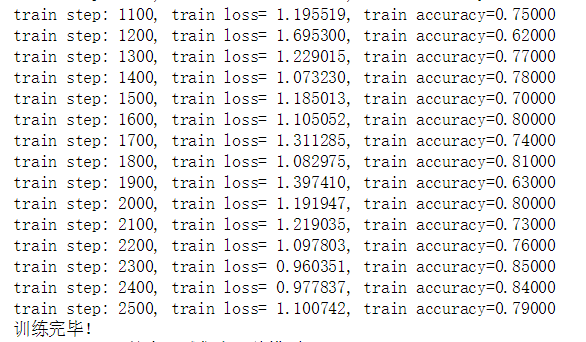 train step: 1100, train loss= 1.195519, train accuracy=0.75000
train step: 1200, train loss= 1.695300, train accuracy=0.62000
train step: 1300, train loss= 1.229015, train accuracy=0.77000
train step: 1400, train loss= 1.073230, train accuracy=0.78000
train step: 1500, train loss= 1.185013, train accuracy=0.70000
train step: 1600, train loss= 1.105052, train accuracy=0.80000
train step: 1700, train loss= 1.311285, train accuracy=0.74000
train step: 1800, train loss= 1.082975, train accuracy=0.81000
train step: 1900, train loss= 1.397410, train accuracy=0.63000
train step: 2000, train loss= 1.191947, train accuracy=0.80000
train step: 2100, train loss= 1.219035, train accuracy=0.73000
train step: 2200, train loss= 1.097803, train accuracy=0.76000
train step: 2300, train loss= 0.960351, train accuracy=0.85000
train step: 2400, train loss= 0.977837, train accuracy=0.84000
train step: 2500, train loss= 1.100742, train accuracy=0.79000
训练完毕!